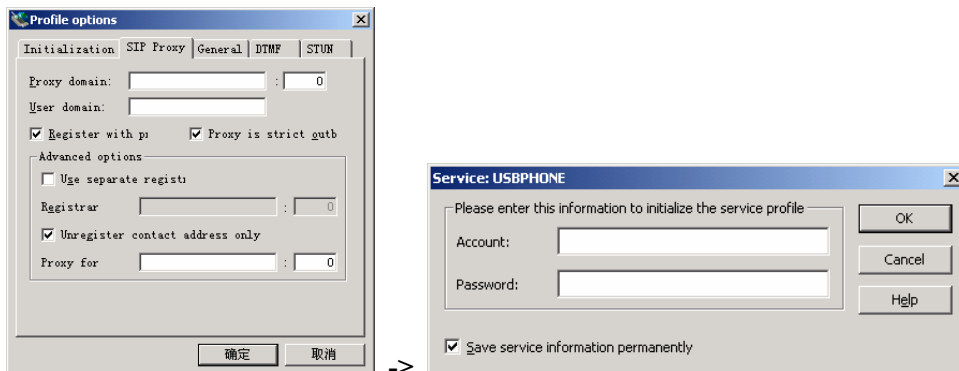 Profile options
Initialization SIP Proxy General DTMF STUN
Proxy domain: : 0
User domain:
Register with pr Proxy is strict outb
Advanced options
Use separate registr
Registrar : 0
Unregister contact address only
Proxy for : 0
确定 取消
->
Service: USBPHONE
Please enter this information to initialize the service profile
Account:
Password:
OK
Cancel
Help
Save service information permanently